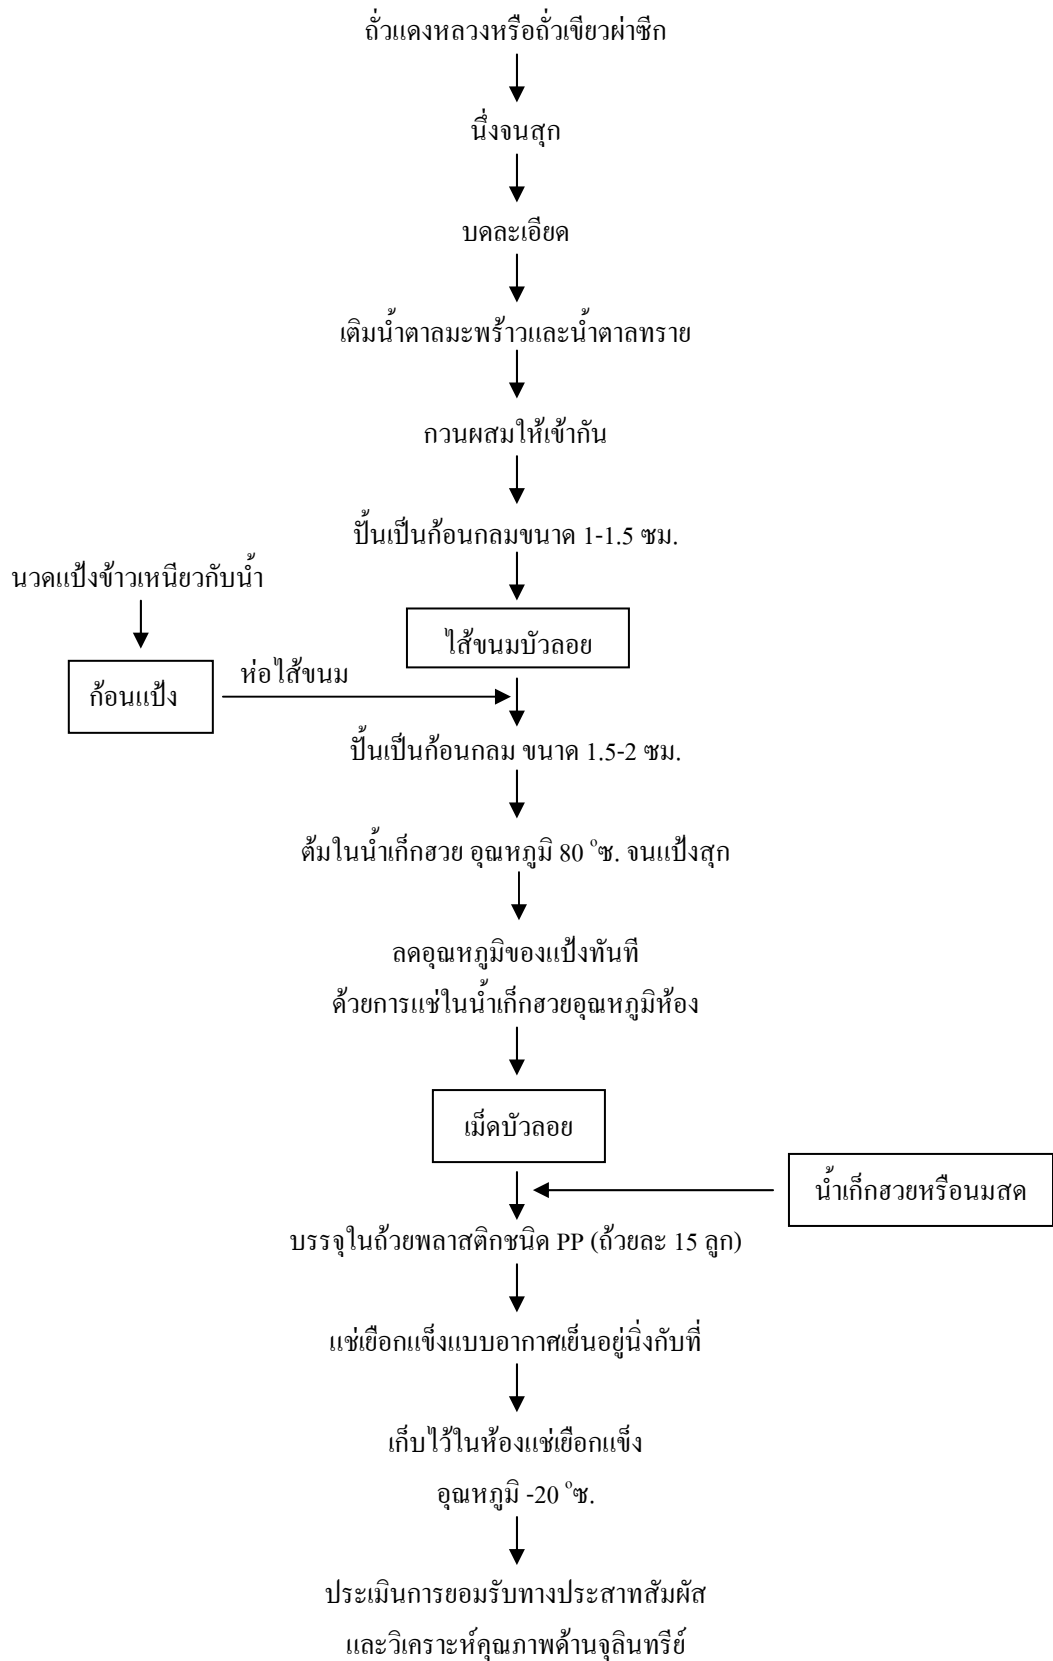 ถั่วแดงหลวงหรือถั่วเขียวผ่าซีก
นึ่งจนสุก
บดละเอียด
เติมน้ำตาลมะพร้าวและน้ำตาลทราย
กวนผสมให้เข้ากัน
ปั้นเป็นก้อนกลมขนาด 1-1.5 ซม.
นวดแป้งข้าวเหนียวกับน้ำ
ไส้ขนมบัวลอย
ก้อนแป้ง
ห่อไส้ขนม
ปั้นเป็นก้อนกลม ขนาด 1.5-2 ซม.
ต้มในน้ำเก็กฮวย อุณหภูมิ 80 °ซ. จนแป้งสุก
ลดอุณหภูมิของแป้งทันที
ด้วยการแช่ในน้ำเก็กฮวยอุณหภูมิห้อง
เม็ดบัวลอย
น้ำเก็กฮวยหรือนมสด
บรรจุในถ้วยพลาสติกชนิด PP (ถ้วยละ 15 ลูก)
แช่เยือกแข็งแบบอากาศเย็นอยู่นิ่งกับที่
เก็บไว้ในห้องแช่เยือกแข็ง
อุณหภูมิ -20 °ซ.
ประเมินการยอมรับทางประสาทสัมผัส
และวิเคราะห์คุณภาพด้านจุลินทรีย์